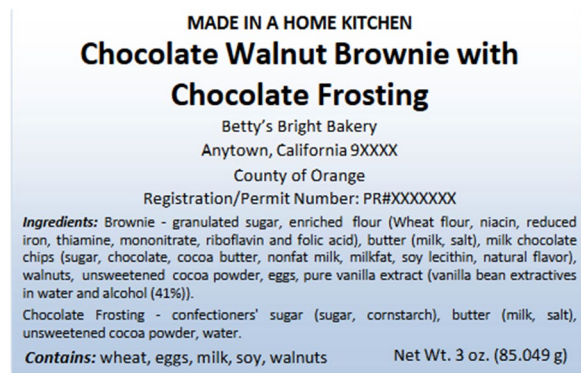 MADE IN A HOME KITCHEN
Chocolate Walnut Brownie with
Chocolate Frosting
Betty's Bright Bakery
Anytown, California 9XXXX
County of Orange
Registration/Permit Number: PR#XXXXXXX
Ingredients: Brownie - granulated sugar, enriched flour (Wheat flour, niacin, reduced
iron, thiamine, mononitrate, riboflavin and folic acid), butter (milk, salt), milk chocolate
chips (sugar, chocolate, cocoa butter, nonfat milk, milkfat, soy lecithin, natural flavor),
walnuts, unsweetened cocoa powder, eggs, pure vanilla extract (vanilla bean extractives
in water and alcohol (41%)).
Chocolate Frosting - confectioners' sugar (sugar, cornstarch), butter (milk, salt),
unsweetened cocoa powder, water.
Contains: wheat, eggs, milk, soy, walnuts Net Wt. 3 oz. (85.049 g)